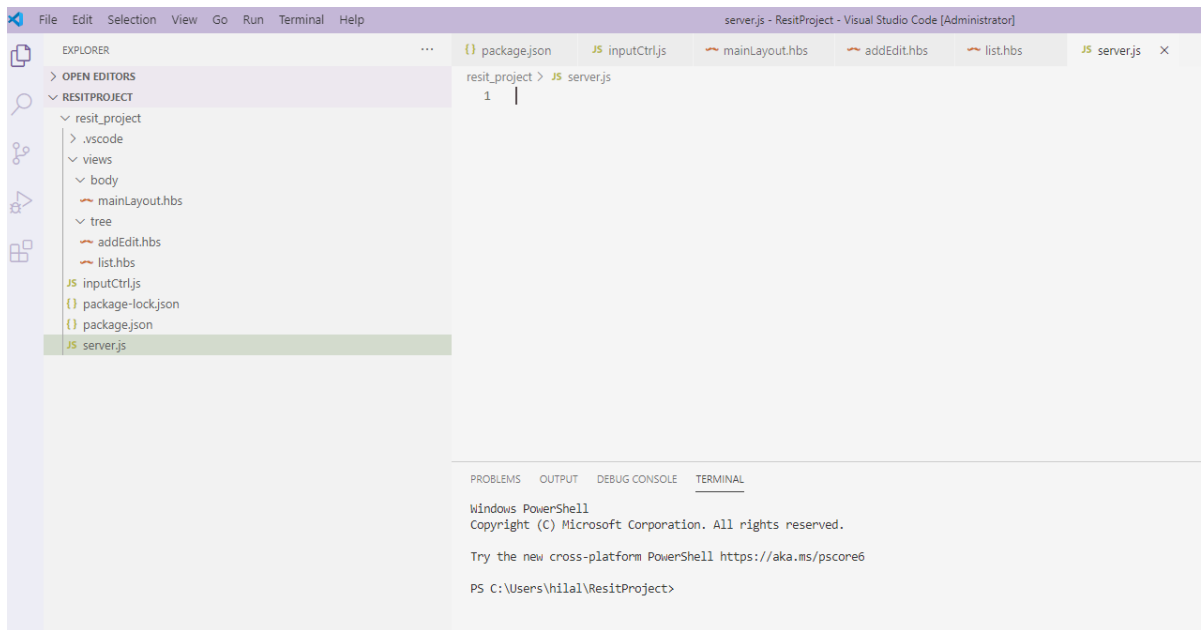 File Edit Selection View Go Run Terminal Help server.js - ResitProject - Visual Studio Code [Administrator]
EXPLORER ···
OPEN EDITORS
RESITPROJECT
resit_project
.vscode
views
body
mainLayout.hbs
tree
addEdit.hbs
list.hbs
JS inputCtrl.js
{} package-lock.json
{} package.json
JS server.js
{} package.json JS inputCtrl.js mainLayout.hbs addEdit.hbs list.hbs JS server.js ×
resit_project > JS server.js
1
PROBLEMS OUTPUT DEBUG CONSOLE TERMINAL
Windows PowerShell
Copyright (C) Microsoft Corporation. All rights reserved.
Try the new cross-platform PowerShell https://aka.ms/pscore6
PS C:\Users\hilal\ResitProject>